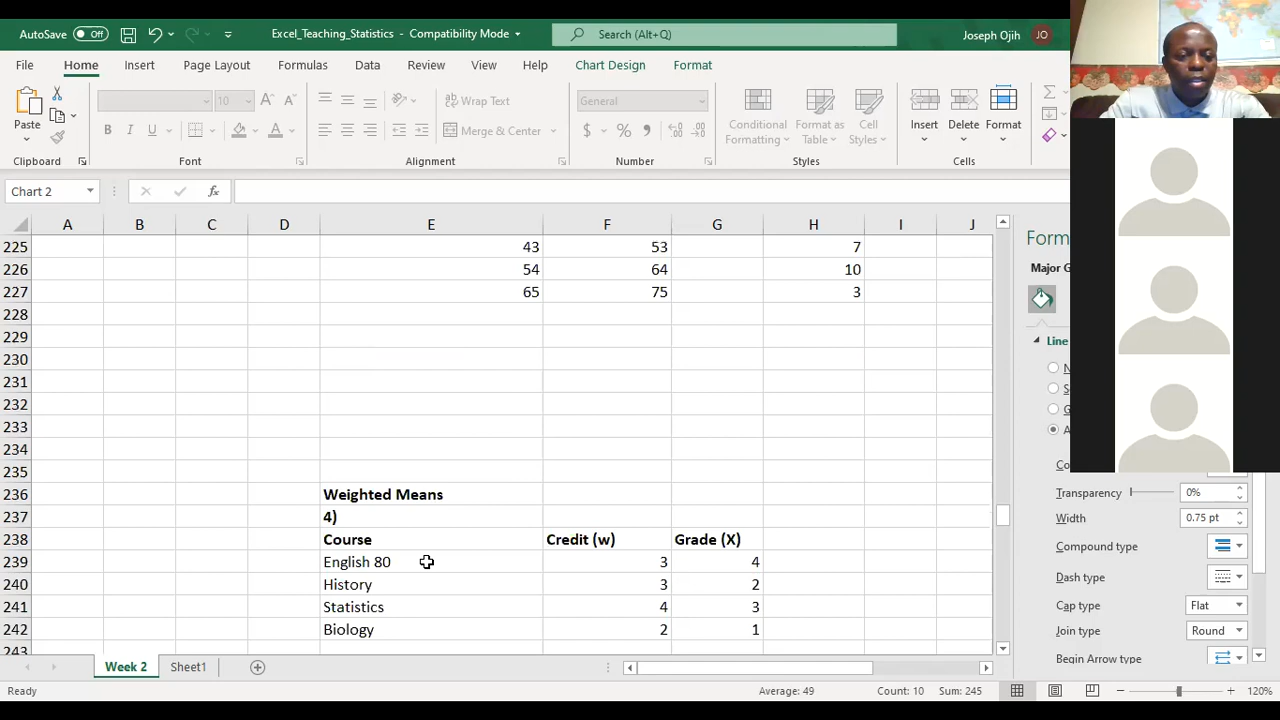 AutoSave Off Excel_Teaching_Statistics - Compatibility Mode Search (Alt+Q) Joseph Ojih JO
File Home Insert Page Layout Formulas Data Review View Help Chart Design Format
Paste 10 Wrap Text General Conditional Formatting Format as Table Cell Styles Insert Delete Format
B I U Merge & Center $ %
Clipboard Font Alignment Number Styles Cells
Chart 2 fx
A B C D E F G H I J
Form
225 43 53 7
226 54 64 10
Major G
227 65 75 3
228
229
Line
230
231
232
233
234
235
236 Weighted Means
Transparency 0%
237 4)
Width 0.75 pt
238 Course Credit (w) Grade (X)
Compound type
239 English 80 3 4
Dash type
240 History 3 2
241 Statistics 4 3
Cap type Flat
242 Biology 2 1
Join type Round
243
Begin Arrow type
Week 2 Sheet1
Ready Average: 49 Count: 10 Sum: 245 120%